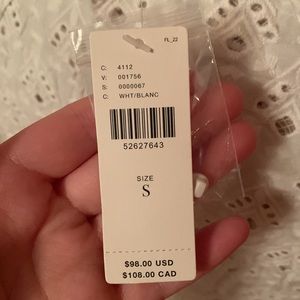 FL_22
C: 4112
V: 001756
S: 0000067
C: WHT/BLANC
52627643
SIZE
S
$98.00 USD
$108.00 CAD